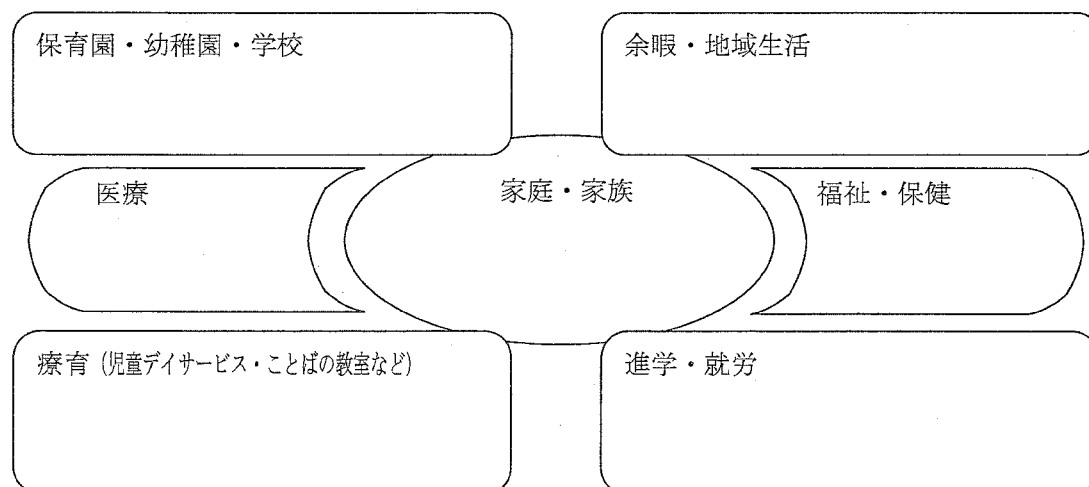 保育園・幼稚園・学校
余暇・地域生活
医療
家庭・家族
福祉・保健
療育（児童デイサービス・ことばの教室など）
進学・就労